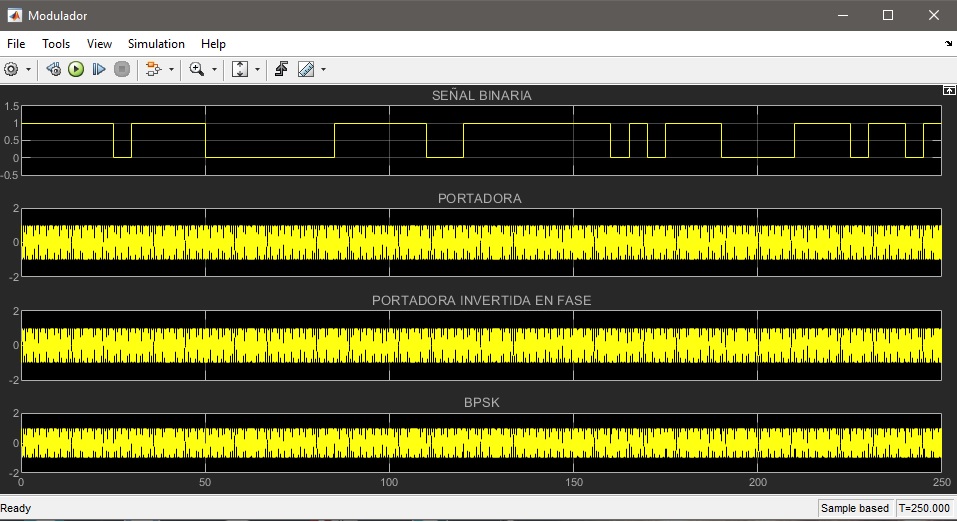 Modulador
File Tools View Simulation Help
SEÑAL BINARIA
1.5
1
0.5
0
-0.5
PORTADORA
2
0
-2
PORTADORA INVERTIDA EN FASE
2
0
-2
BPSK
2
0
-2
0 50 100 150 200 250
Ready Sample based T=250.000